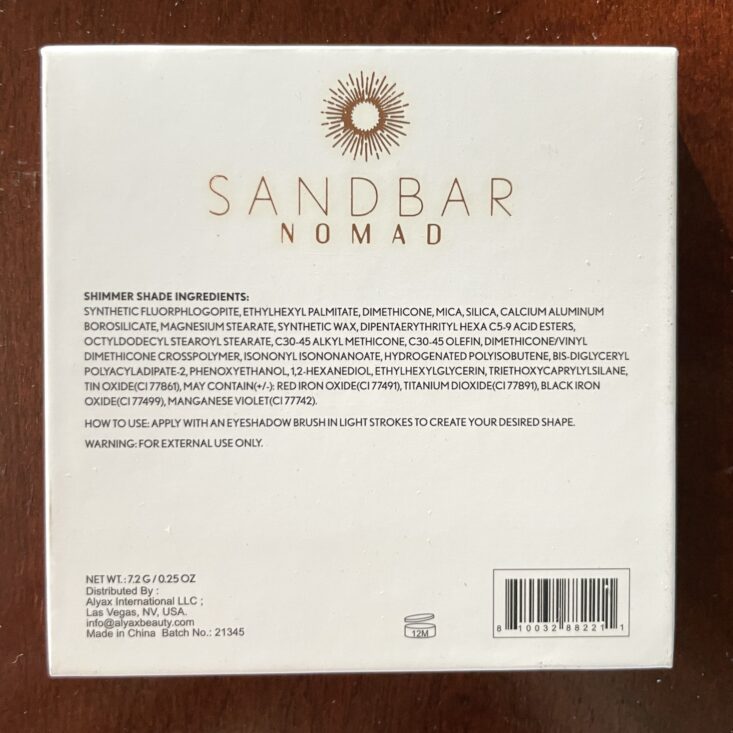 SANDBAR
NOMAD
SHIMMER SHADE INGREDIENTS:
SYNTHETIC FLUORPHLOGOPITE, ETHYLHEXYL PALMITATE, DIMETHICONE, MICA, SILICA, CALCIUM ALUMINUM
BOROSILICATE, MAGNESIUM STEARATE, SYNTHETIC WAX, DIPENTAERYTHRITYL HEXA C5-9 ACID ESTERS,
OCTYLDODECYL STEAROYL STEARATE, C30-45 ALKYL METHICONE, C30-45 OLEFIN, DIMETHICONE/VINYL
DIMETHICONE CROSSPOLYMER, ISONONYL ISONONANOATE, HYDROGENATED POLYISOBUTENE, BIS-DIGLYCERYL
POLYACYLADIPATE-2, PHENOXYETHANOL, 1,2-HEXANEDIOL, ETHYLHEXYLGLYCERIN, TRIETHOXYCAPRYLYLSILANE,
TIN OXIDE(CI 77861), MAY CONTAIN(+/-): RED IRON OXIDE(CI 77491), TITANIUM DIOXIDE(CI 77891), BLACK IRON
OXIDE(CI 77499), MANGANESE VIOLET(CI 77742).
HOW TO USE: APPLY WITH AN EYESHADOW BRUSH IN LIGHT STROKES TO CREATE YOUR DESIRED SHAPE.
WARNING: FOR EXTERNAL USE ONLY.
NET WT.: 7.2 G / 0.25 OZ
Distributed By :
Alyax International LLC ;
Las Vegas, NV, USA.
info@alyaxbeauty.com
Made in China Batch No.: 21345
12M
8 10032 88221 1